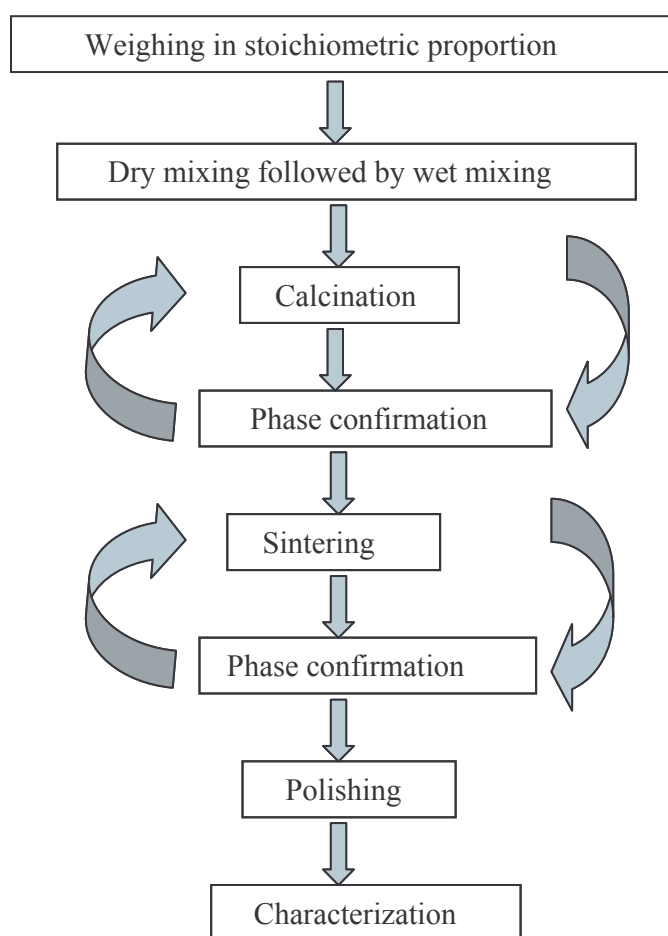 Weighing in stoichiometric proportion
Dry mixing followed by wet mixing
Calcination
Phase confirmation
Sintering
Phase confirmation
Polishing
Characterization